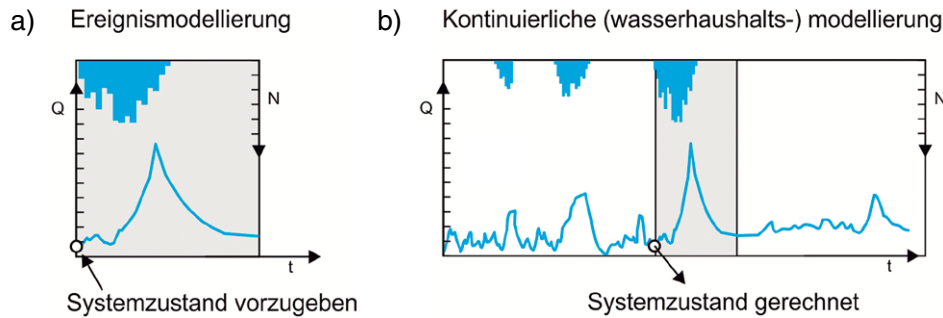 a) Ereignismodellierung
Q
N
t
Systemzustand vorzugeben
b) Kontinuierliche (wasserhaushalts-) modellierung
Q
N
t
Systemzustand gerechnet